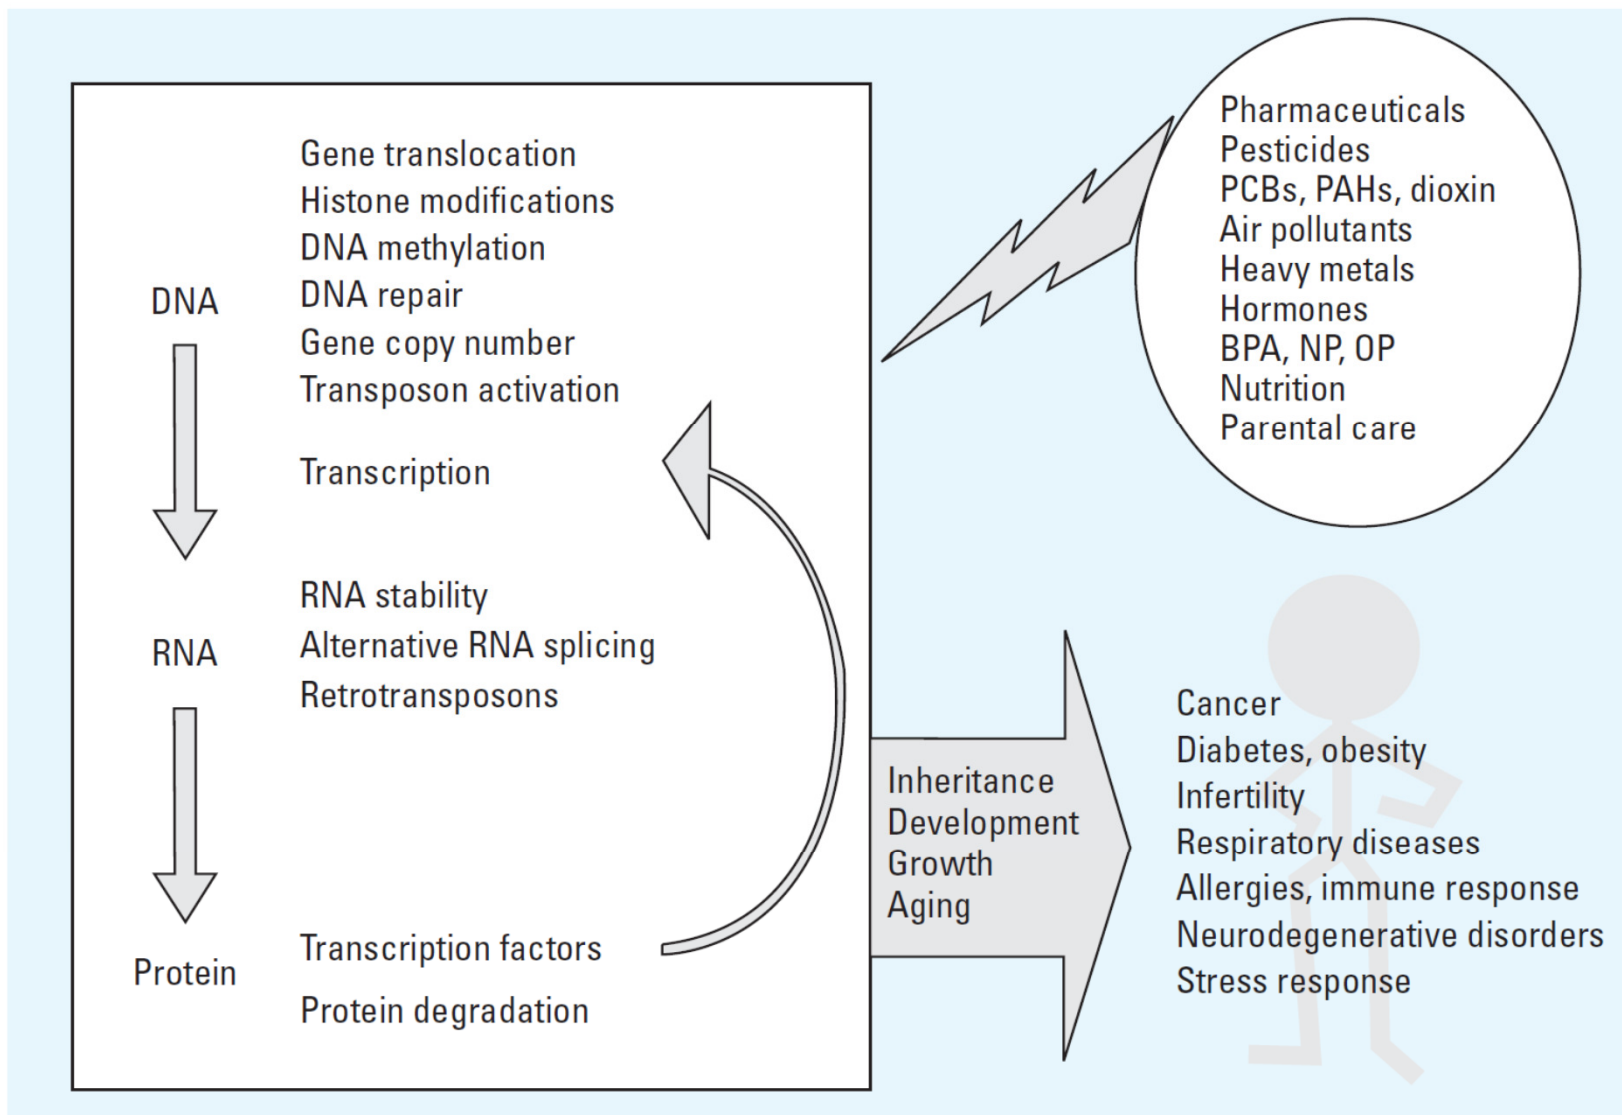 Gene translocation
Histone modifications
DNA methylation
DNA
DNA repair
Gene copy number
Transposon activation
Transcription
RNA stability
RNA
Alternative RNA splicing
Retrotransposons
Transcription factors
Protein
Protein degradation
Pharmaceuticals
Pesticides
PCBs, PAHs, dioxin
Air pollutants
Heavy metals
Hormones
BPA, NP, OP
Nutrition
Parental care
Inheritance
Development
Growth
Aging
Cancer
Diabetes, obesity
Infertility
Respiratory diseases
Allergies, immune response
Neurodegenerative disorders
Stress response